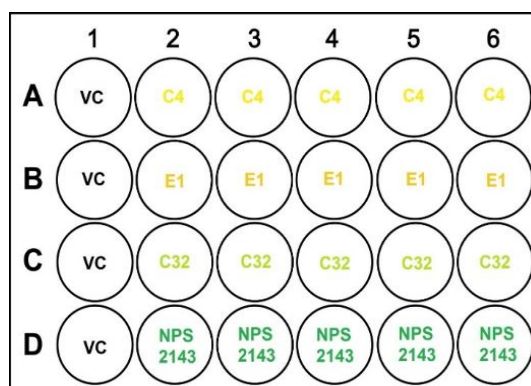 1 2 3 4 5 6
A VC C4 C4 C4 C4 C4
B VC E1 E1 E1 E1 E1
C VC C32 C32 C32 C32 C32
D VC NPS NPS NPS NPS NPS
2143 2143 2143 2143 2143